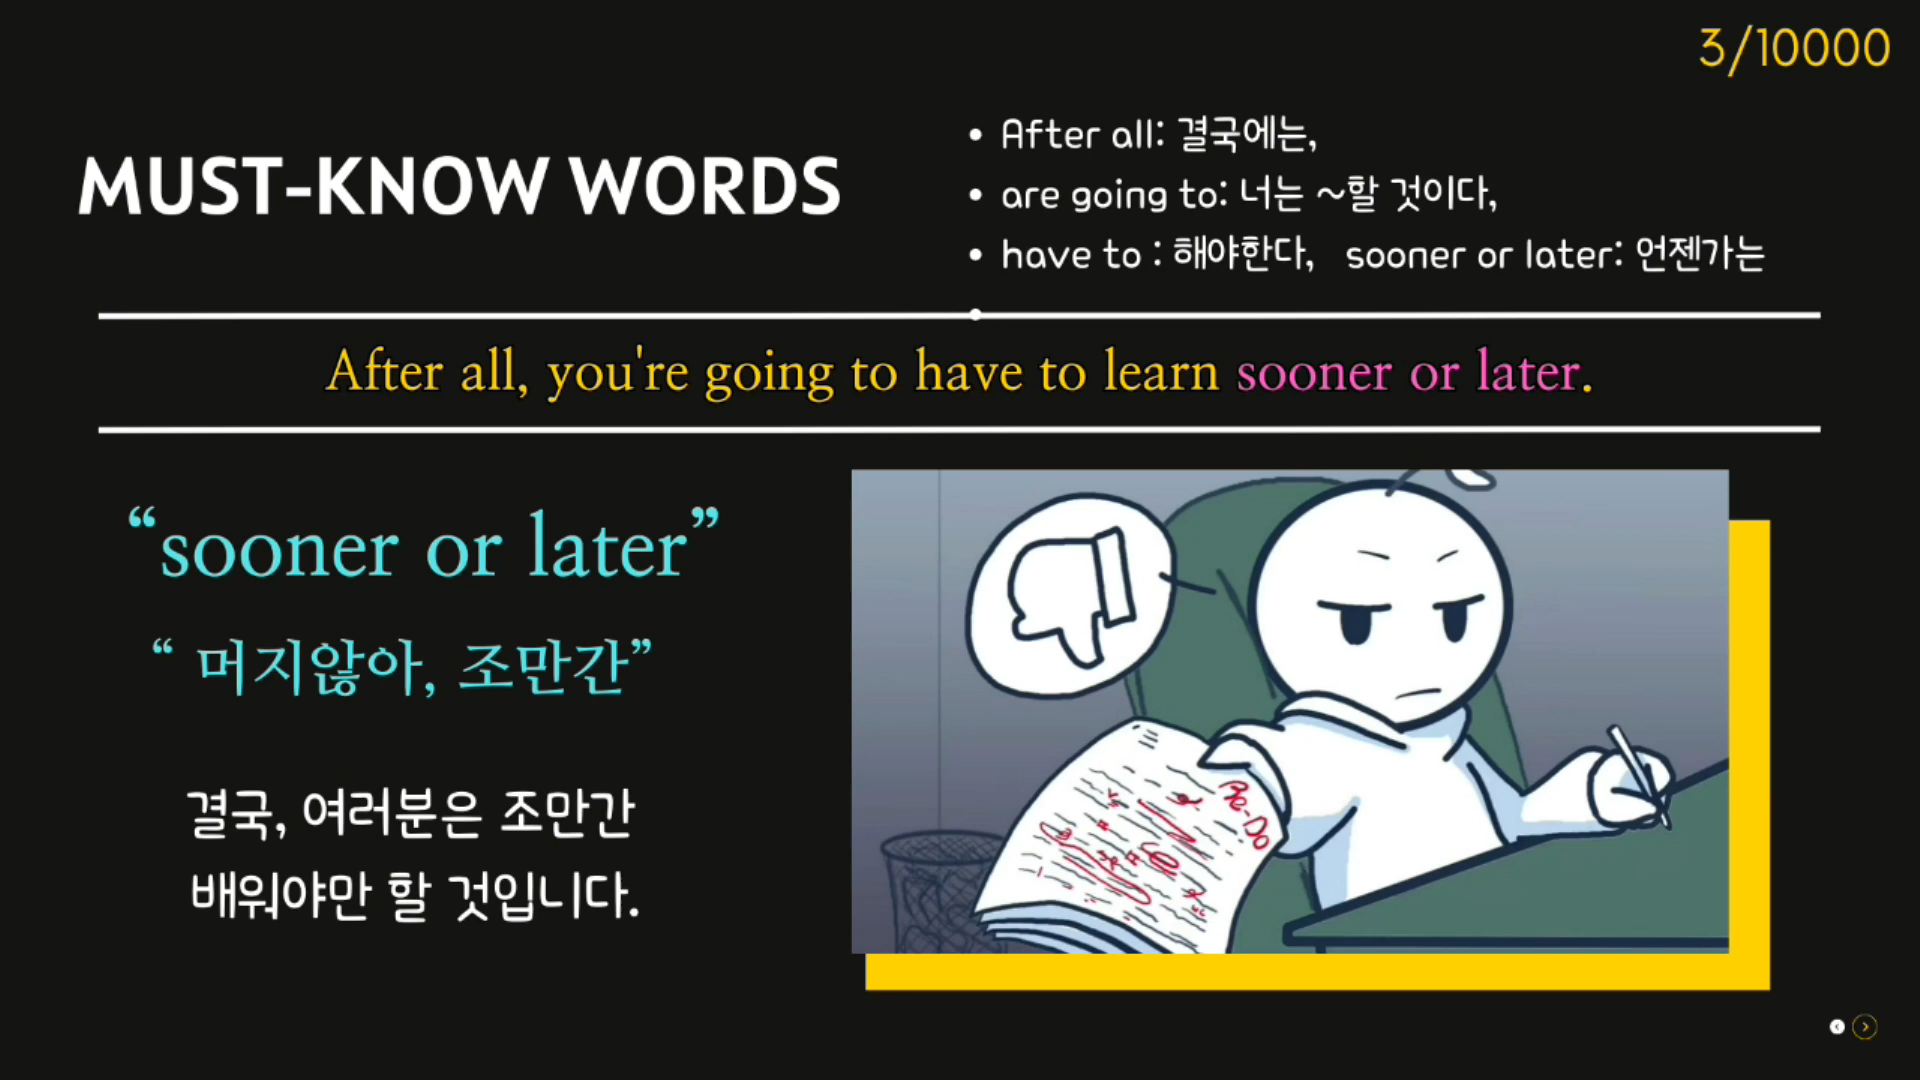 3/10000
MUST-KNOW WORDS
• After all: 결국에는,
• are going to: 너는 ~할 것이다,
• have to : 해야한다, sooner or later: 언젠가는
After all, you're going to have to learn sooner or later.
“sooner or later”
“ 머지않아, 조만간”
결국, 여러분은 조만간
배워야만 할 것입니다.
Re-Do